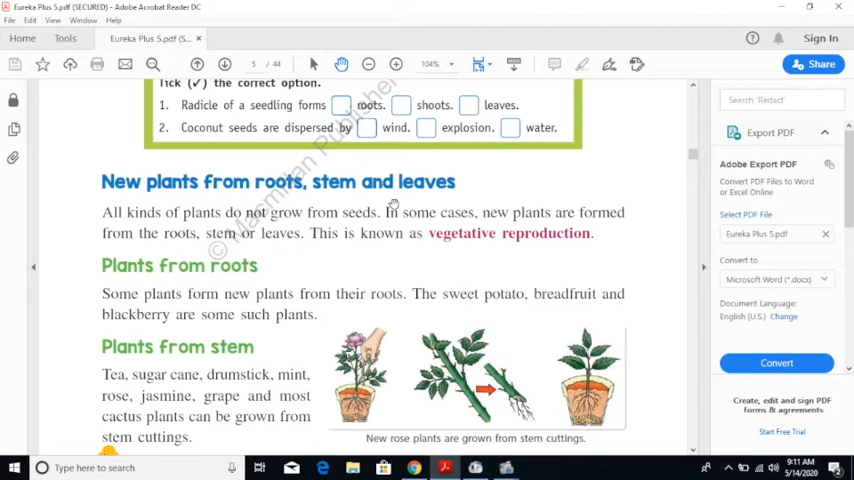 Eureka Plus 5.pdf (SECURED) - Adobe Acrobat Reader DC
File Edit View Window Help
Home Tools Eureka Plus 5.pdf (S... × Sign In
5 / 44 104% Share
Tick (✓) the correct option.
1. Radicle of a seedling forms roots. shoots. leaves.
2. Coconut seeds are dispersed by wind. explosion. water.
© Macmillan Publisher
New plants from roots, stem and leaves
All kinds of plants do not grow from seeds. In some cases, new plants are formed
from the roots, stem or leaves. This is known as vegetative reproduction.
Plants from roots
Some plants form new plants from their roots. The sweet potato, breadfruit and
blackberry are some such plants.
Plants from stem
Tea, sugar cane, drumstick, mint,
rose, jasmine, grape and most
cactus plants can be grown from
stem cuttings.
New rose plants are grown from stem cuttings.
Search 'Redact'
Export PDF
Adobe Export PDF
Convert PDF Files to Word
or Excel Online
Select PDF File
Eureka Plus 5.pdf ×
Convert to
Microsoft Word (*.docx)
Document Language:
English (U.S.) Change
Convert
Create, edit and sign PDF
forms & agreements
Start Free Trial
Type here to search
9:11 AM
5/14/2020